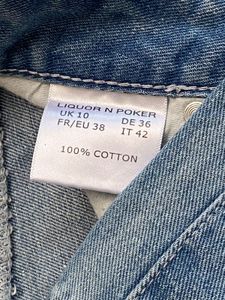 LIQUOR N POKER
UK 10 DE 36
FR/EU 38 IT 42
100% COTTON